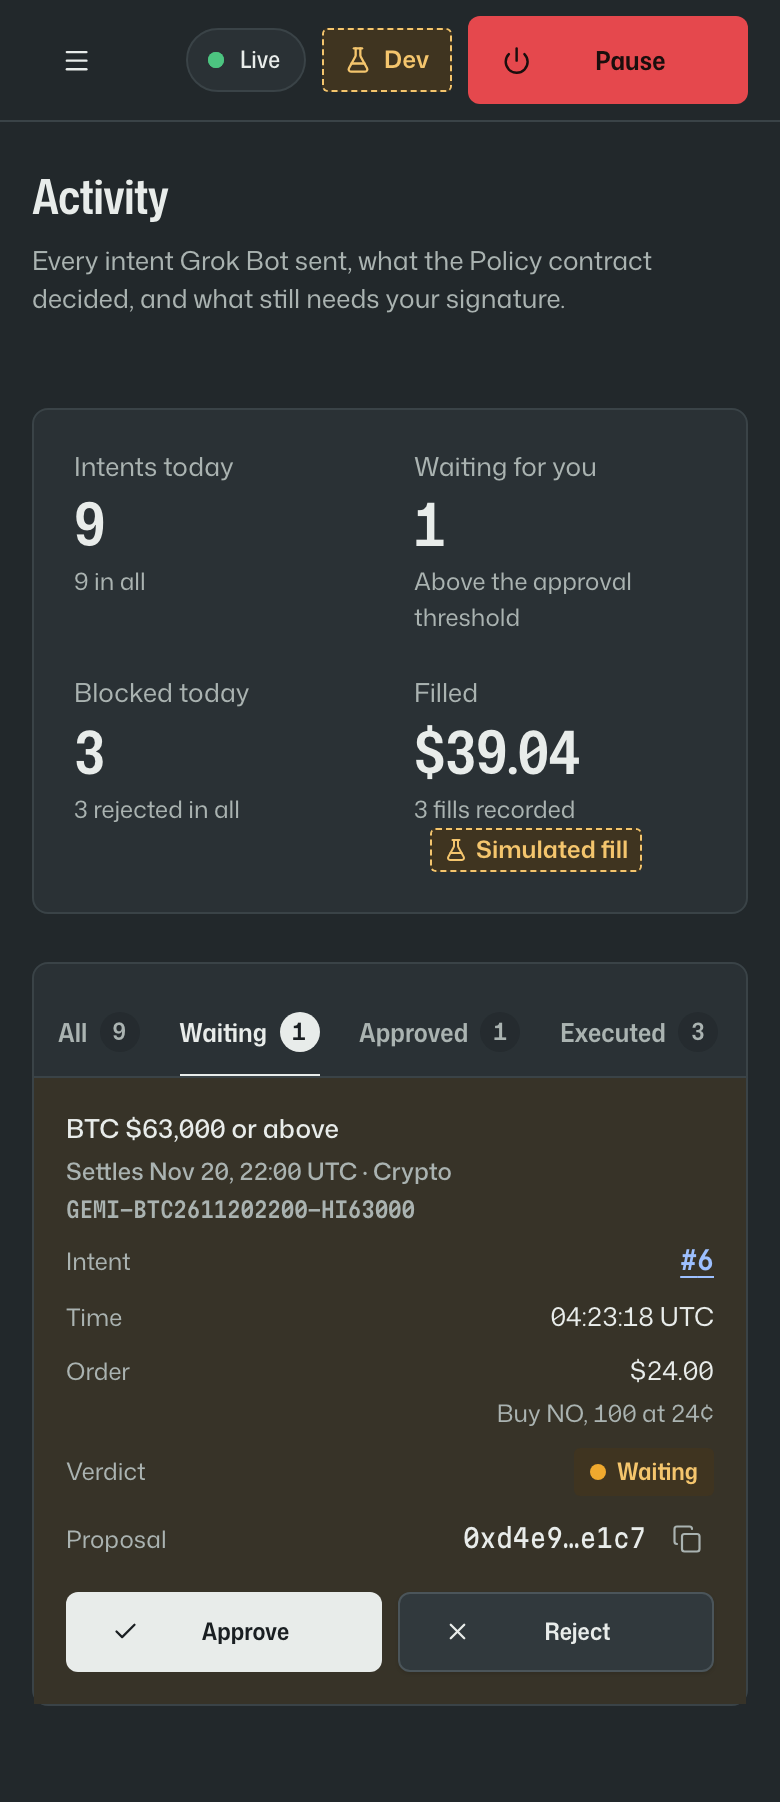 Live
Dev
Pause
Activity
Every intent Grok Bot sent, what the Policy contract
decided, and what still needs your signature.
Intents today
9
9 in all
Waiting for you
1
Above the approval
threshold
Blocked today
3
3 rejected in all
Filled
$39.04
3 fills recorded
Simulated fill
All 9 Waiting 1 Approved 1 Executed 3
BTC $63,000 or above
Settles Nov 20, 22:00 UTC · Crypto
GEMI-BTC2611202200-HI63000
Intent #6
Time 04:23:18 UTC
Order $24.00
Buy NO, 100 at 24¢
Verdict Waiting
Proposal 0xd4e9…e1c7
Approve Reject